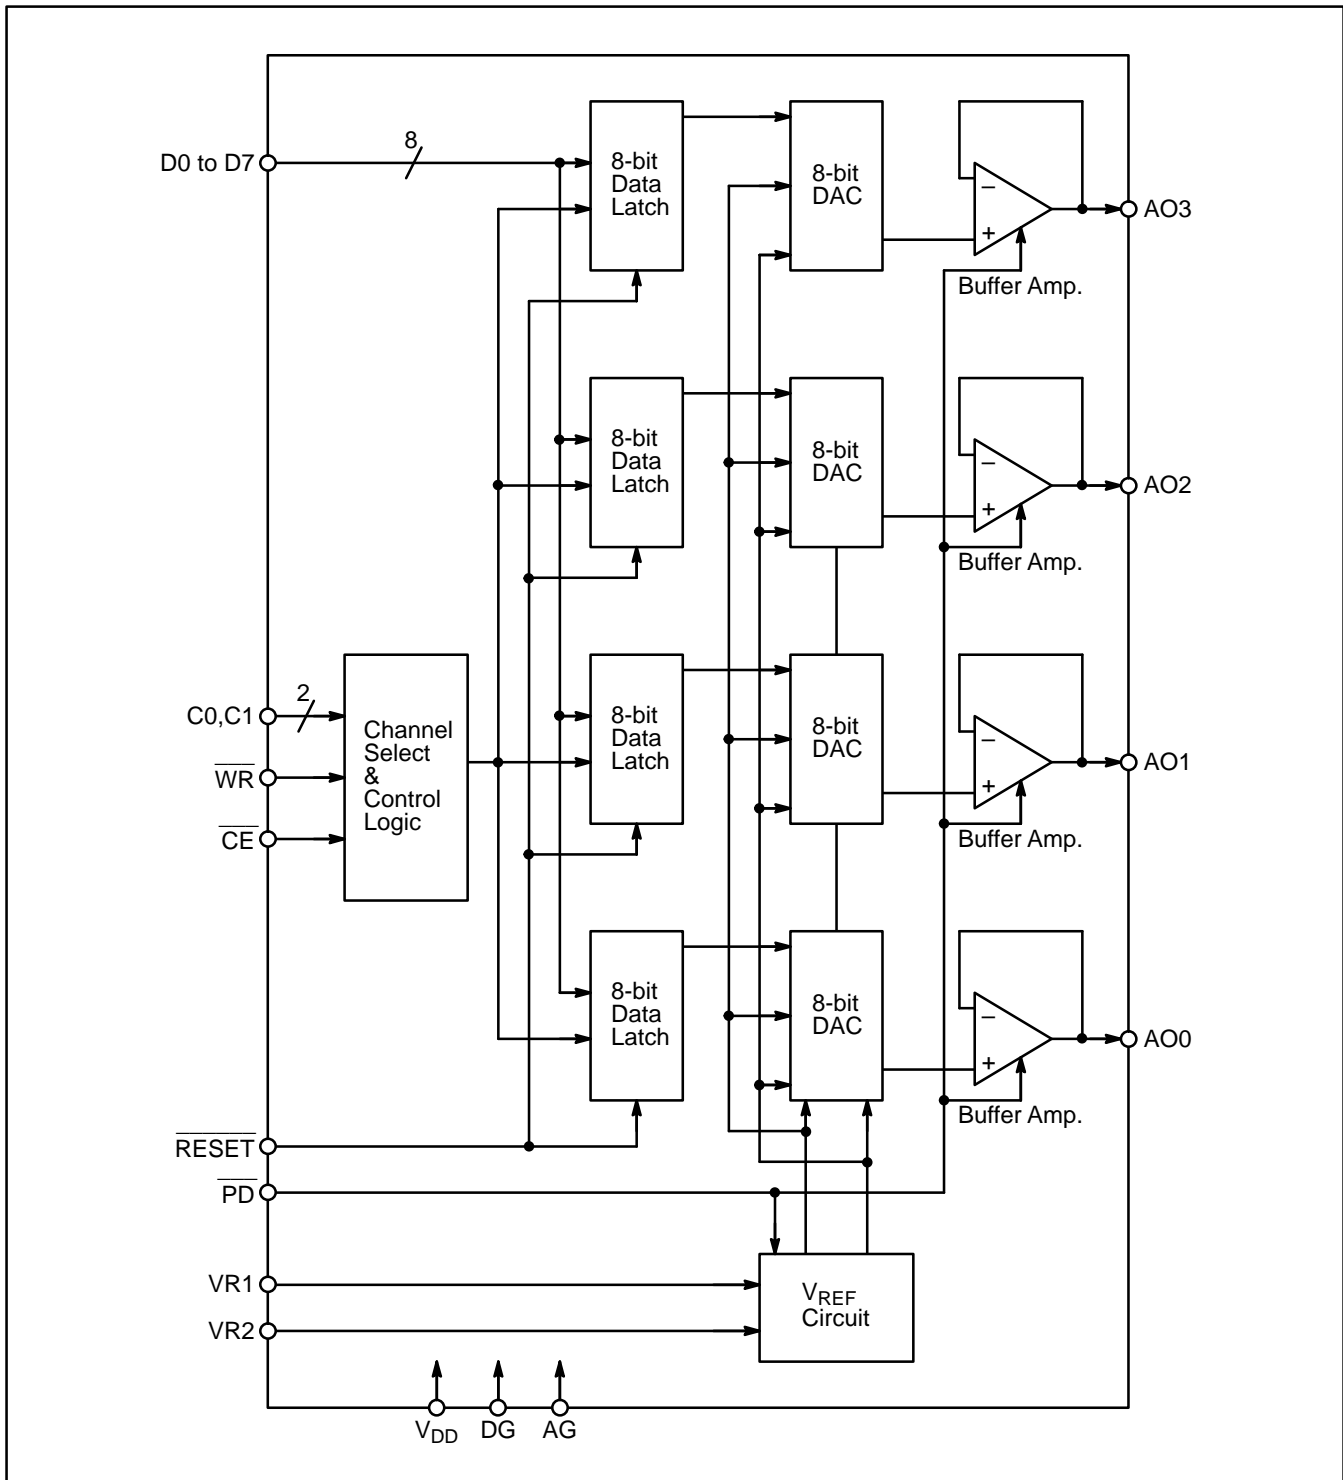 D0 to D7
8
8-bit
Data
Latch
8-bit
DAC
−
+
AO3
Buffer Amp.
8-bit
Data
Latch
8-bit
DAC
−
+
AO2
Buffer Amp.
C0,C1
2
WR
CE
Channel
Select
&
Control
Logic
8-bit
Data
Latch
8-bit
DAC
−
+
AO1
Buffer Amp.
8-bit
Data
Latch
8-bit
DAC
−
+
AO0
Buffer Amp.
RESET
PD
VR1
VR2
VREF
Circuit
VDD
DG
AG